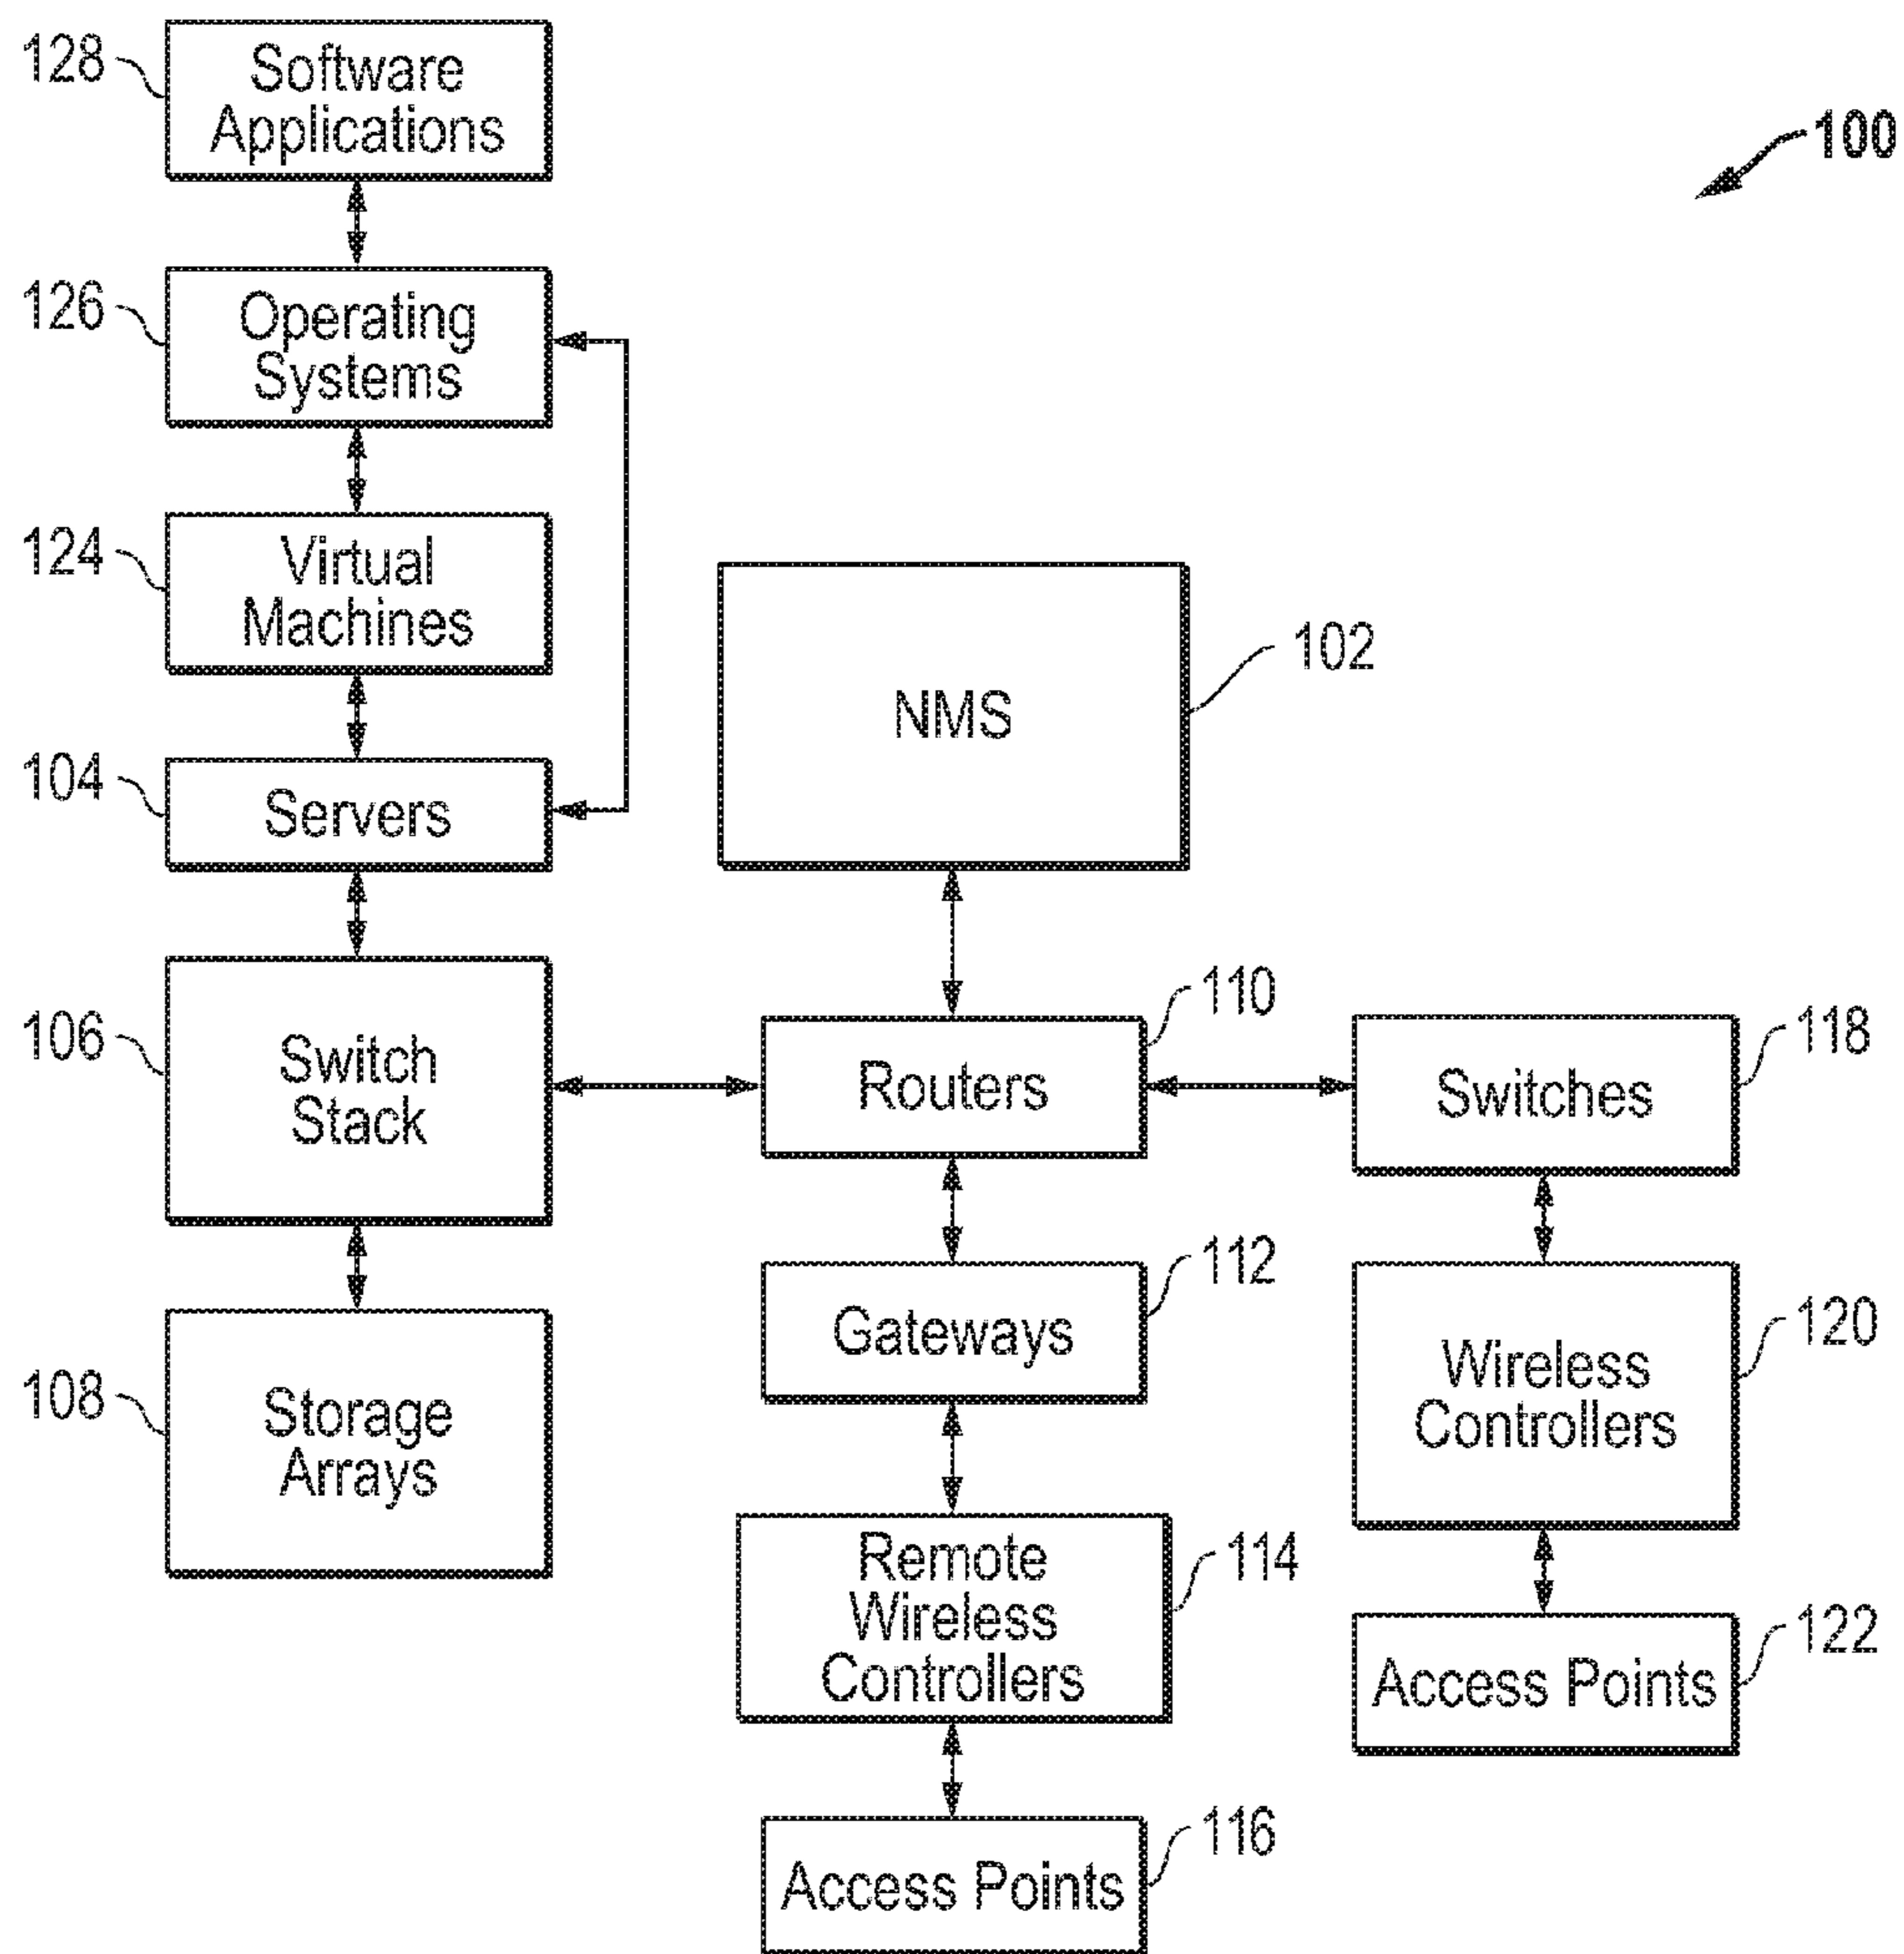 128
Software
Applications
100
126
Operating
Systems
124
Virtual
Machines
NMS
102
104
Servers
106
Switch
Stack
110
Routers
118
Switches
112
Gateways
120
Wireless
Controllers
108
Storage
Arrays
Remote
Wireless
Controllers
114
122
Access Points
116
Access Points